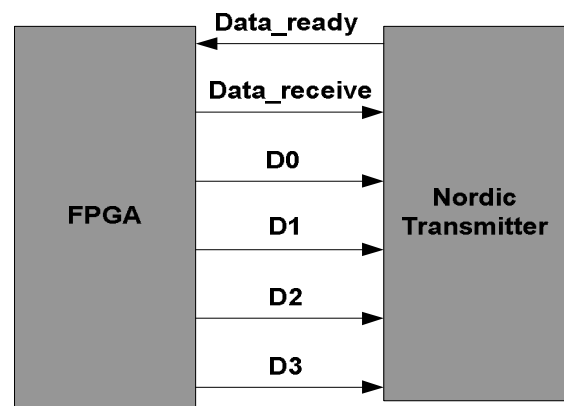 Data_ready
Data_receive
D0
FPGA
Nordic
Transmitter
D1
D2
D3